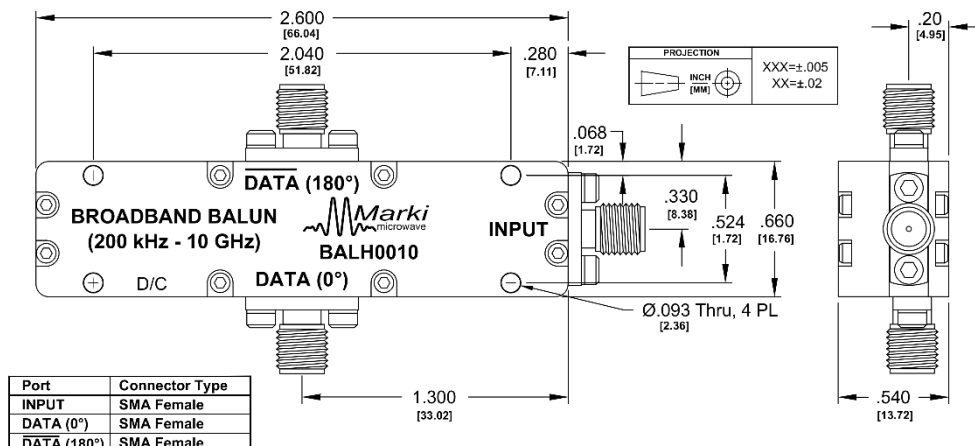 2.600
[66.04]
2.040
[51.82]
.280
[7.11]
.20
[4.95]
PROJECTION
INCH
[MM]
XXX=±.005
XX=±.02
.068
[1.72]
DATA (180°)
BROADBAND BALUN
(200 kHz - 10 GHz)
Marki
microwave
BALH0010
INPUT
D/C
DATA (0°)
.330
[8.38]
.524
[1.72]
.660
[16.76]
Ø.093 Thru, 4 PL
[2.36]
1.300
[33.02]
.540
[13.72]
Port Connector Type
INPUT SMA Female
DATA (0°) SMA Female
DATA (180°) SMA Female